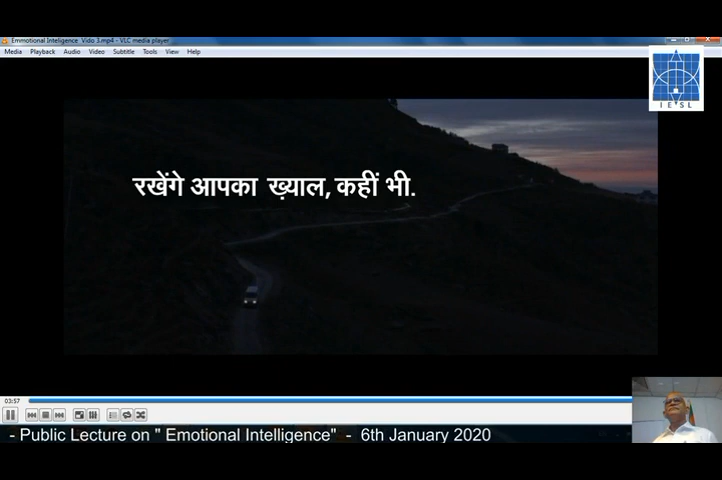 Emmotional Inteligence Vido 3.mp4 - VLC media player
Media Playback Audio Video Subtitle Tools View Help
IESL
रखेंगे आपका ख़्याल, कहीं भी.
03:57
- Public Lecture on " Emotional Intelligence" - 6th January 2020